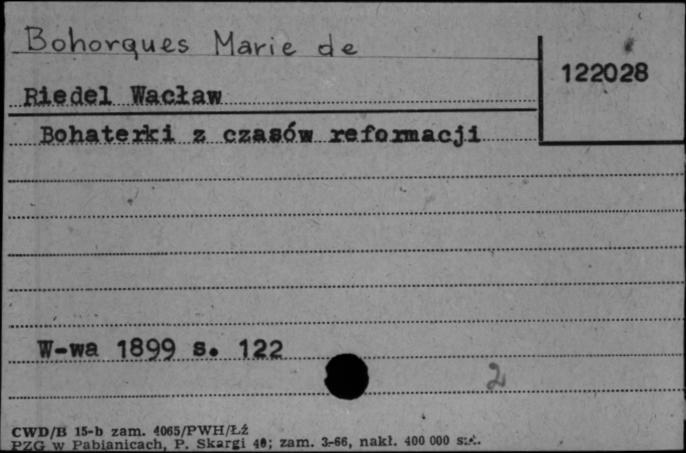 Bohorques Marie de
122028
Riedel Wacław
Bohaterki z czasów reformacji
W-wa 1899 s. 122
2
CWD/B 15-b zam. 4065/PWH/Łź
PZG w Pabianicach, P. Skargi 40; zam. 3-66, nakł. 400 000 szt.